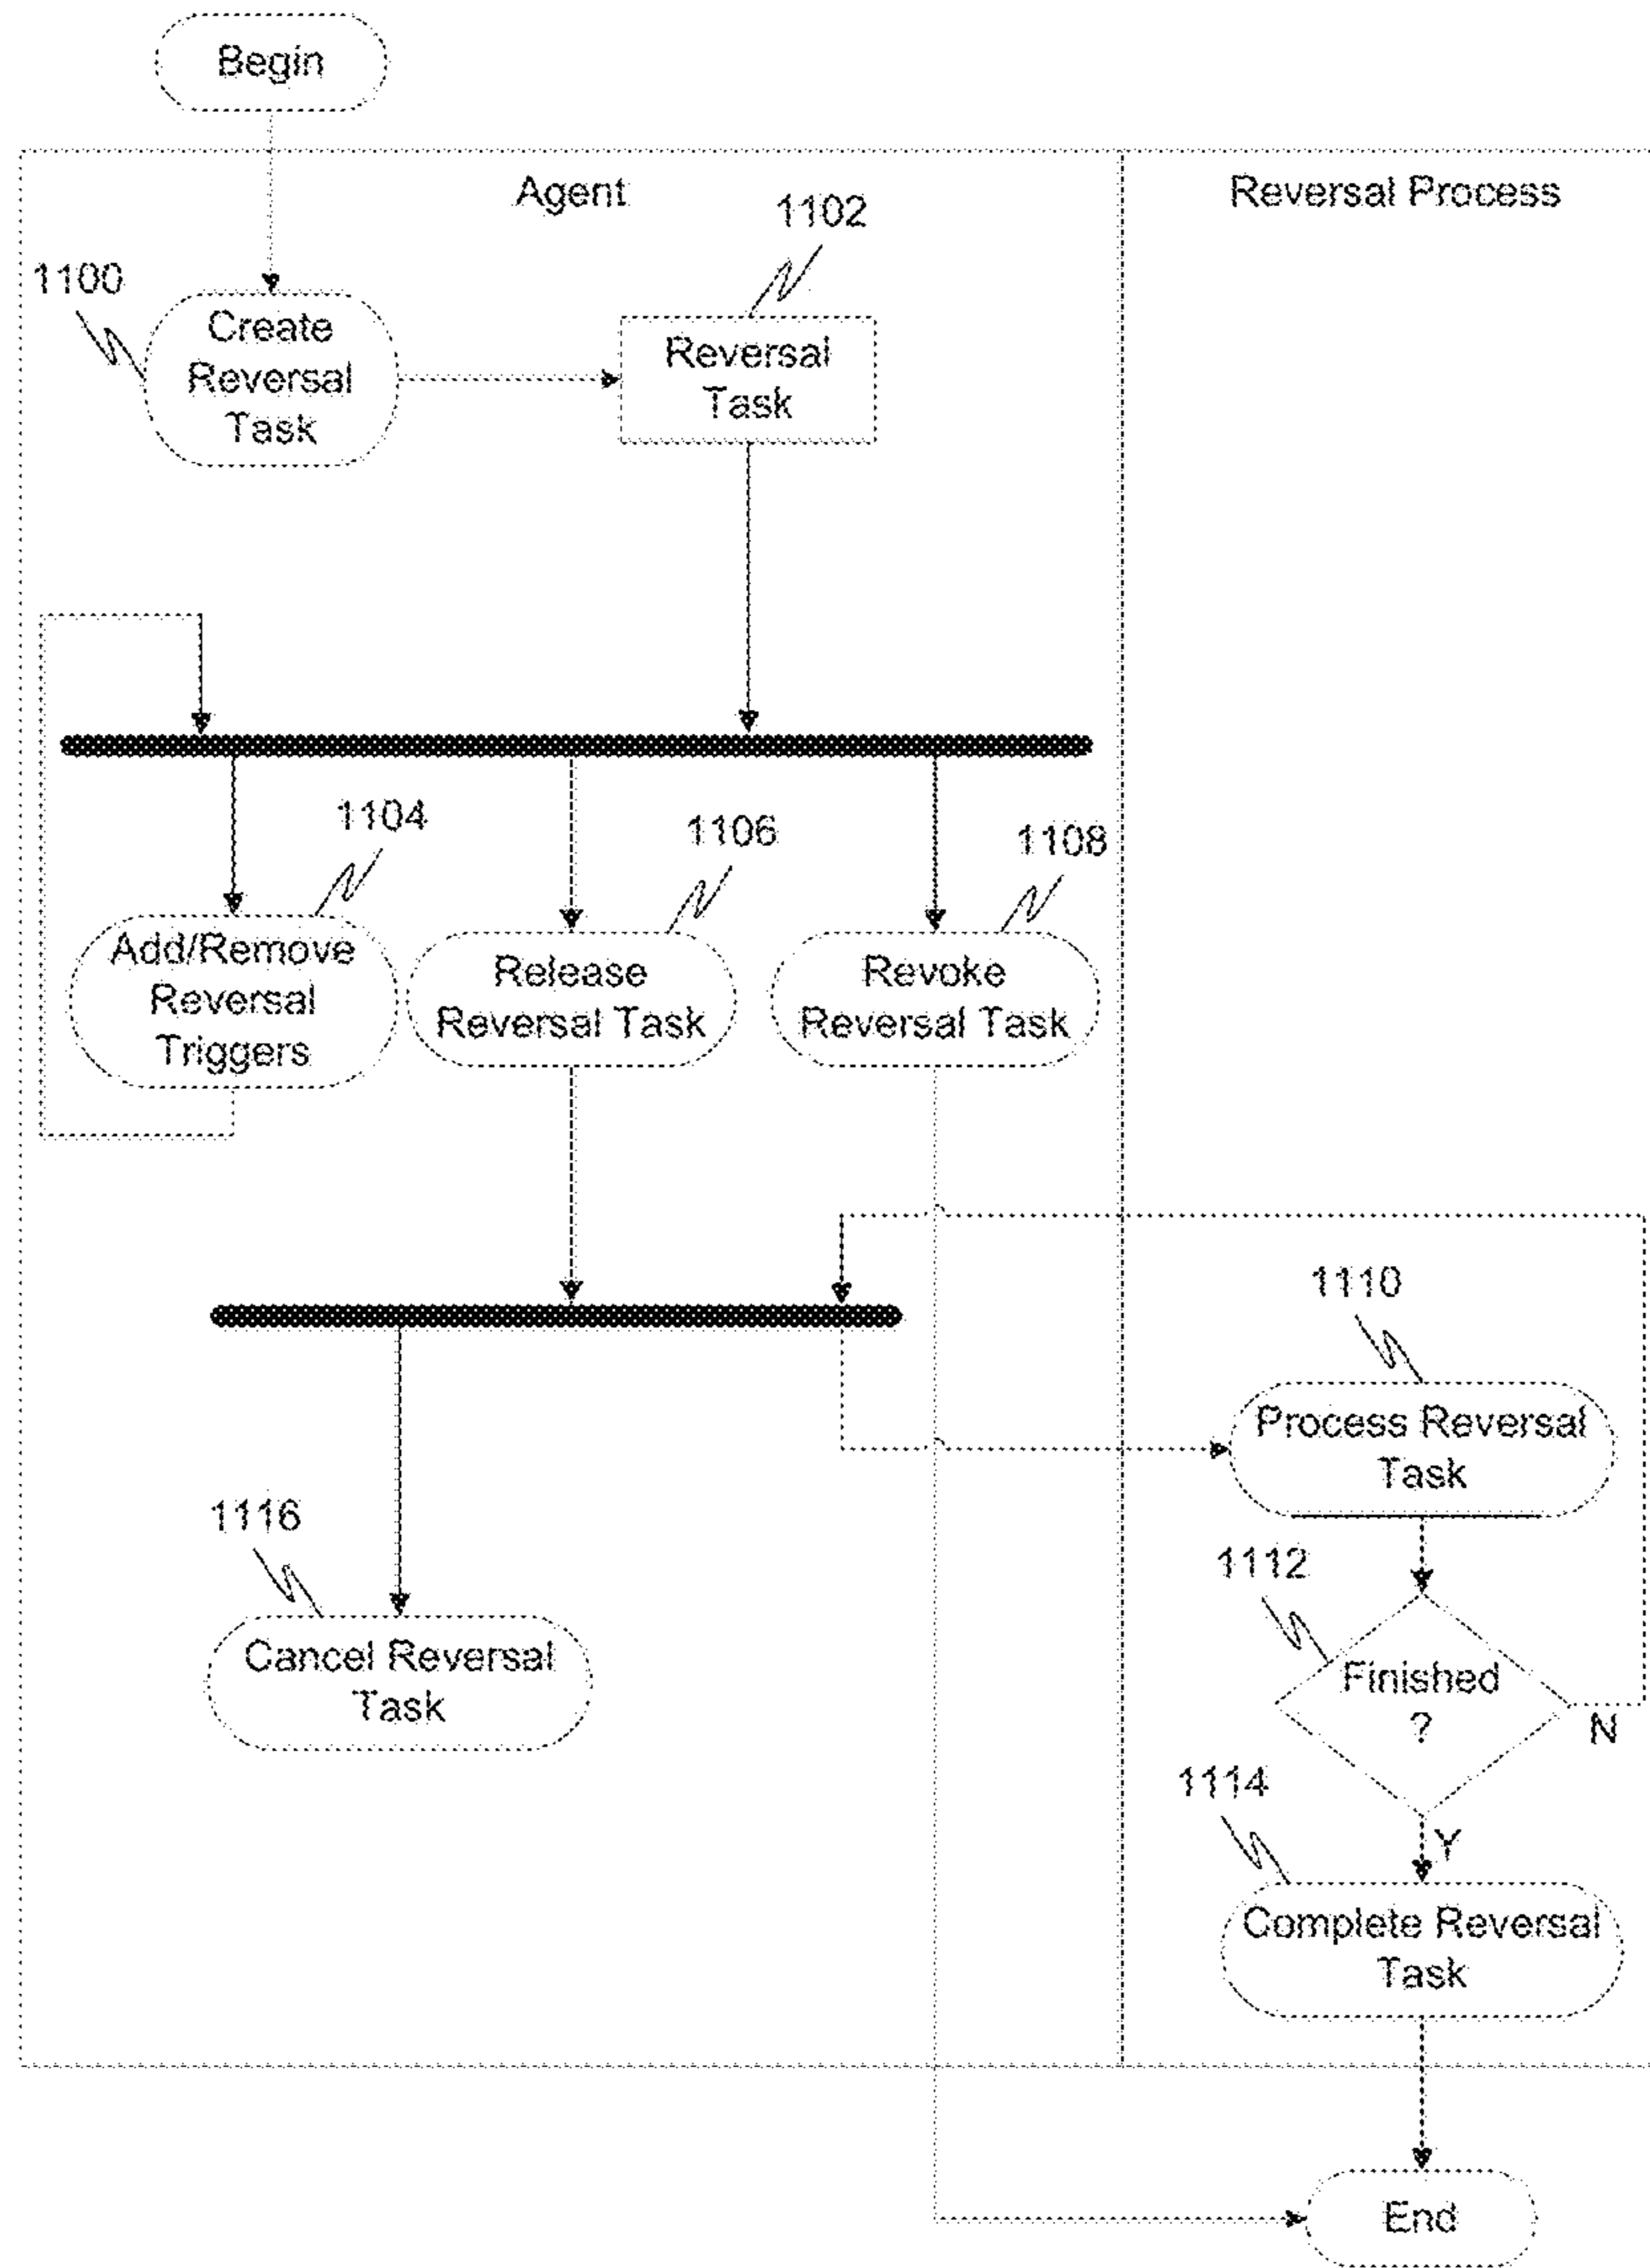 Begin
Agent
Reversal Process
1102
1100
Create
Reversal
Task
Reversal
Task
1104
1106
1108
Add/Remove
Reversal
Triggers
Release
Reversal Task
Revoke
Reversal Task
1110
Process Reversal
Task
1116
1112
Cancel Reversal
Task
Finished
?
N
1114
Y
Complete Reversal
Task
End